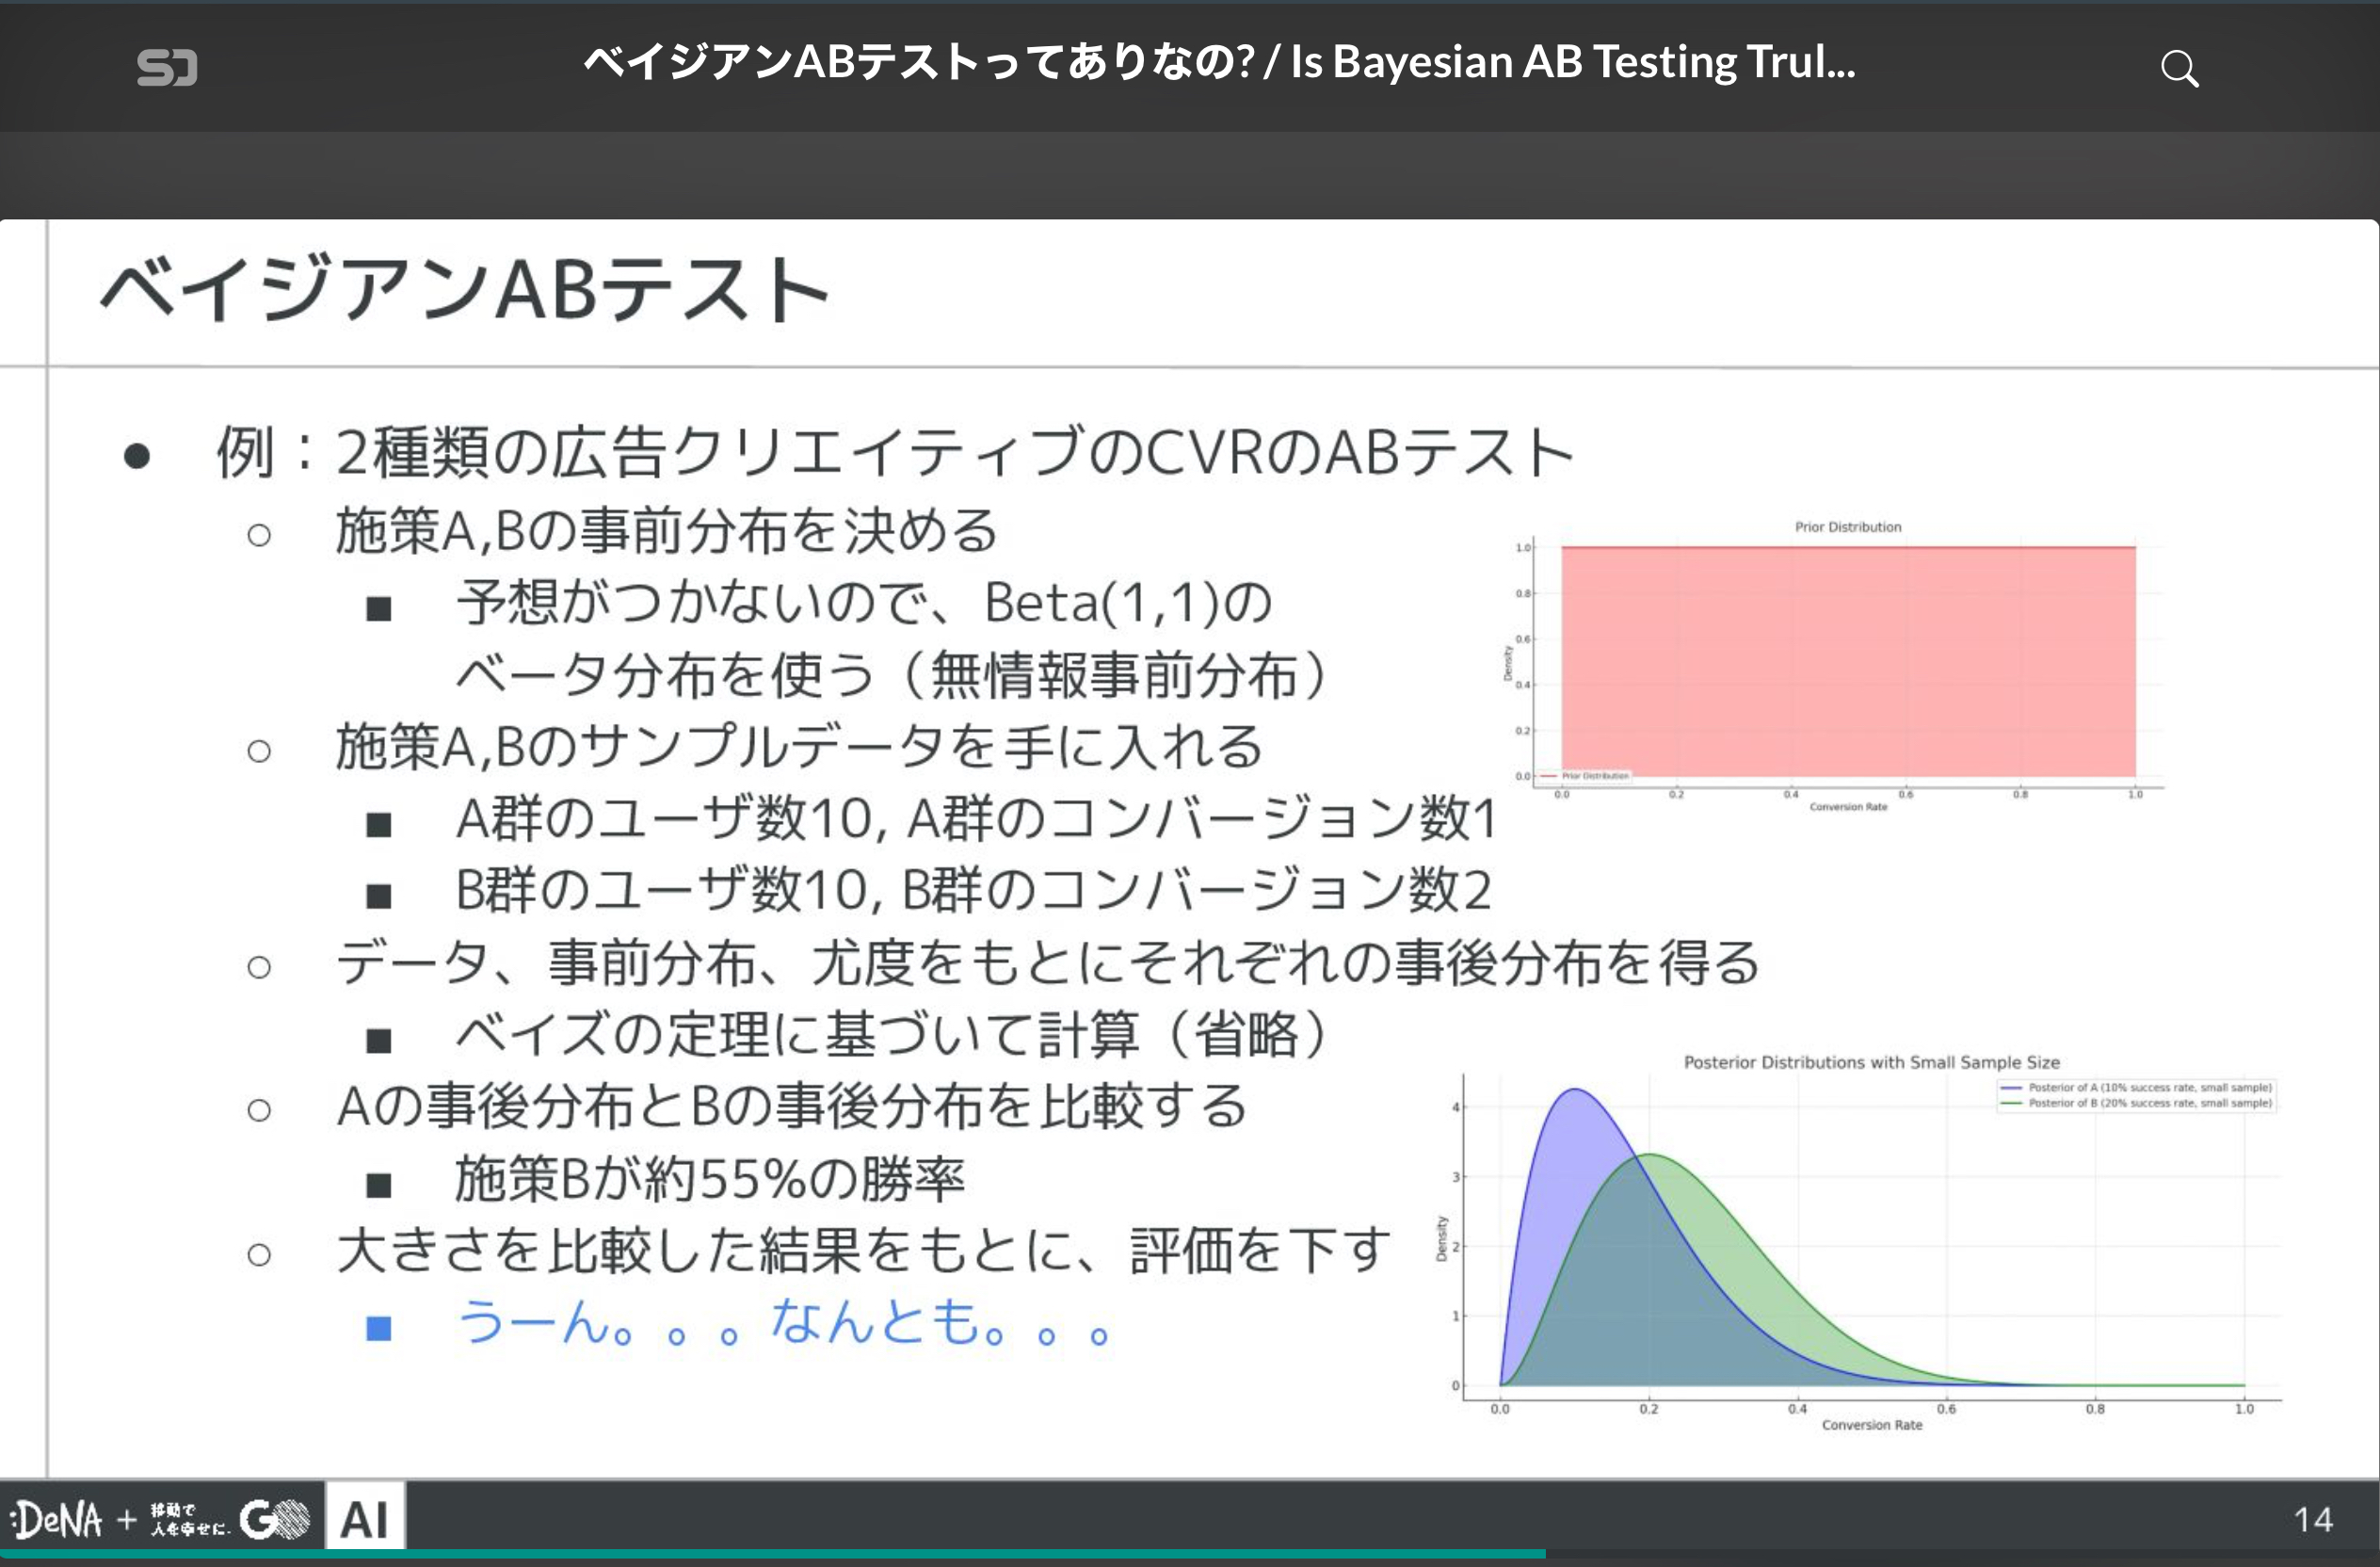 ベイジアンABテストってありなの? / Is Bayesian AB Testing Trul...
ベイジアンABテスト
● 例：2種類の広告クリエイティブのCVRのABテスト
○ 施策A,Bの事前分布を決める
■ 予想がつかないので、Beta(1,1)の
ベータ分布を使う（無情報事前分布）
○ 施策A,Bのサンプルデータを手に入れる
■ A群のユーザ数10, A群のコンバージョン数1
■ B群のユーザ数10, B群のコンバージョン数2
○ データ、事前分布、尤度をもとにそれぞれの事後分布を得る
■ ベイズの定理に基づいて計算（省略）
○ Aの事後分布とBの事後分布を比較する
■ 施策Bが約55%の勝率
○ 大きさを比較した結果をもとに、評価を下す
■ うーん。。。なんとも。。。
Prior Distribution
1.0
0.8
0.6
0.4
0.2
0.0
Density
Prior Distribution
0.0 0.2 0.4 0.6 0.8 1.0
Conversion Rate
Posterior Distributions with Small Sample Size
Posterior of A (10% success rate, small sample)
Posterior of B (20% success rate, small sample)
4
3
2
1
0
Density
0.0 0.2 0.4 0.6 0.8 1.0
Conversion Rate
:DeNA + 移動で
人を幸せに.
GO
AI
14